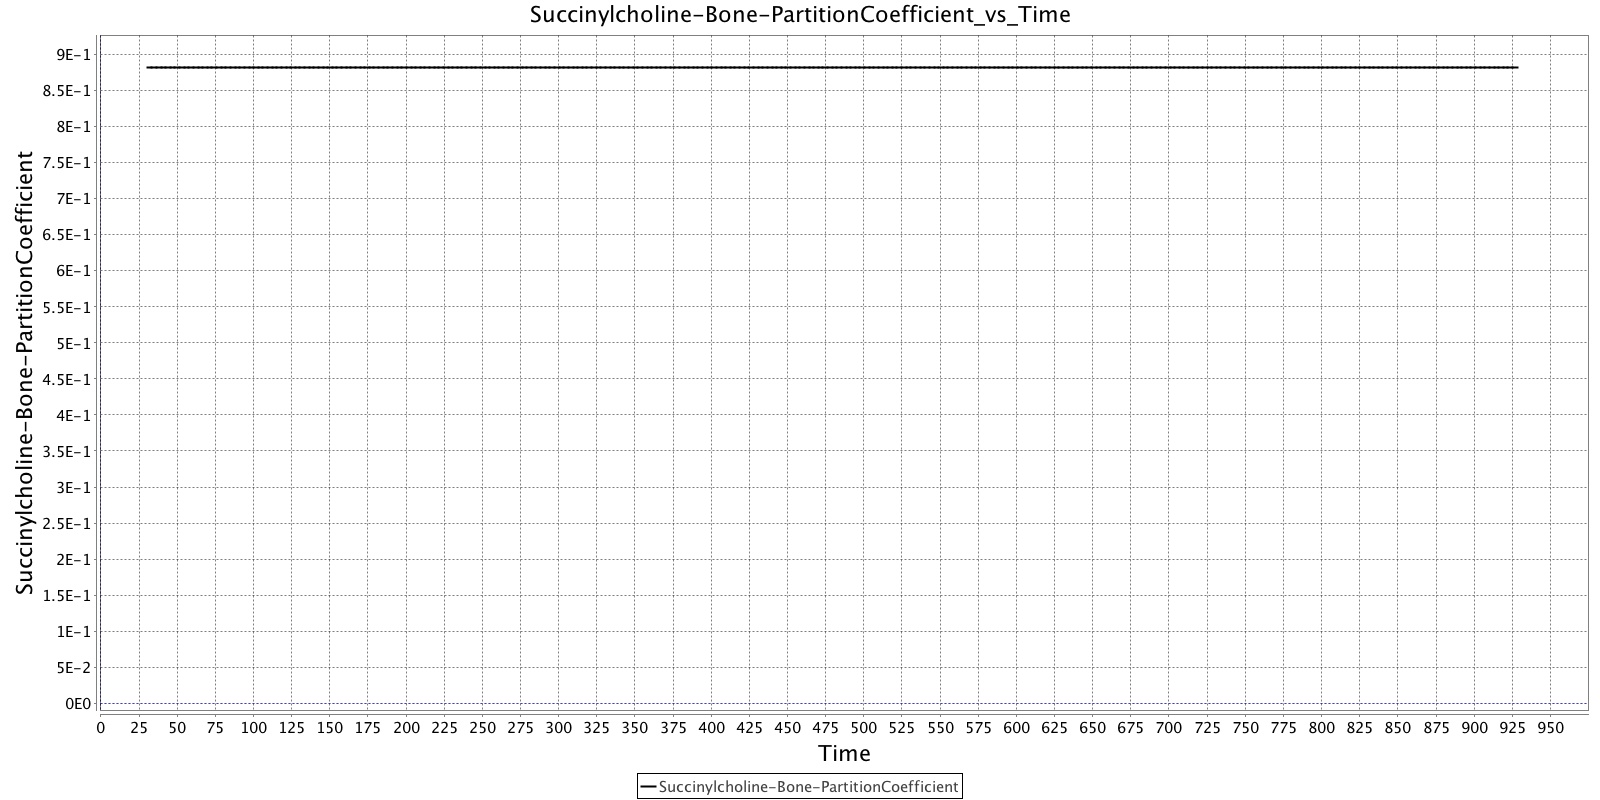 Succinylcholine-Bone-PartitionCoefficient_vs_Time
Succinylcholine-Bone-PartitionCoefficient
9E-1
8.5E-1
8E-1
7.5E-1
7E-1
6.5E-1
6E-1
5.5E-1
5E-1
4.5E-1
4E-1
3.5E-1
3E-1
2.5E-1
2E-1
1.5E-1
1E-1
5E-2
0E0
0 25 50 75 100 125 150 175 200 225 250 275 300 325 350 375 400 425 450 475 500 525 550 575 600 625 650 675 700 725 750 775 800 825 850 875 900 925 950
Time
Succinylcholine-Bone-PartitionCoefficient